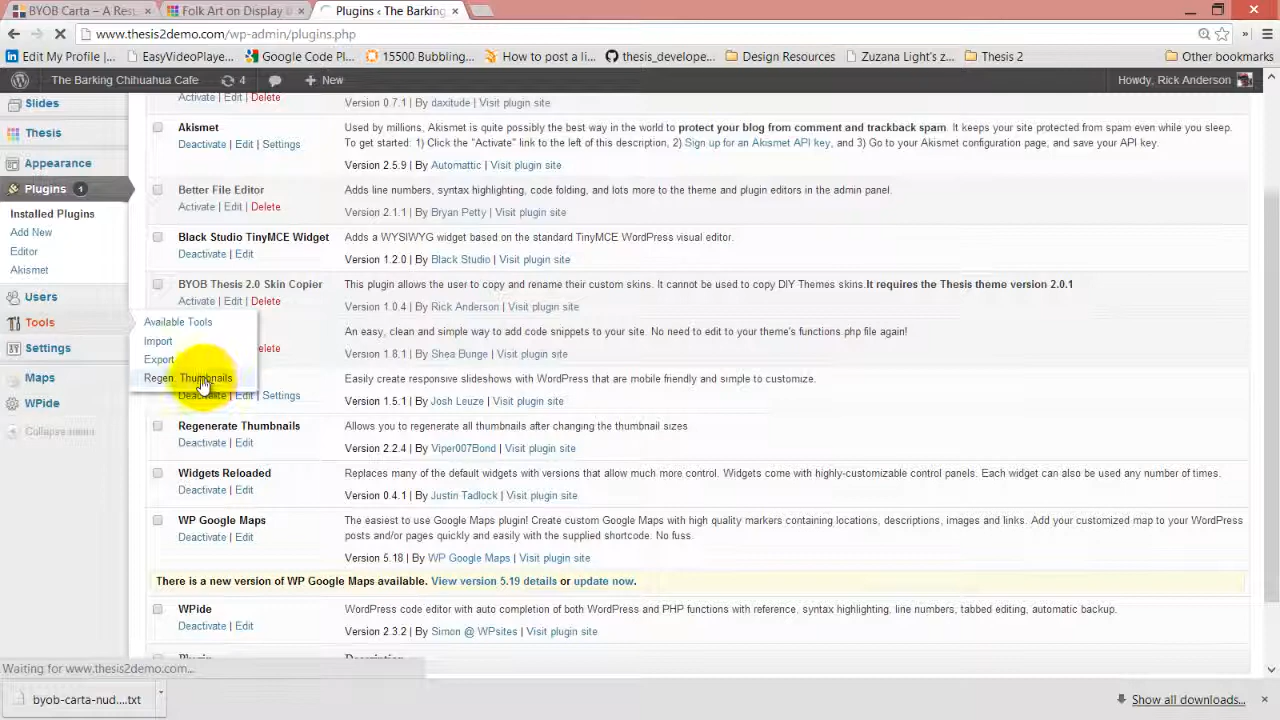 BYOB Carta – A Res...
Folk Art on Display
Plugins ‹ The Barking
www.thesis2demo.com/wp-admin/plugins.php
Edit My Profile |...
EasyVideoPlaye...
Google Code Pl...
15500 Bubbling...
How to post a li...
thesis_develope...
Design Resources
Zuzana Light's z...
Thesis 2
Other bookmarks
The Barking Chihuahua Cafe
4
New
Howdy, Rick Anderson
Slides
Thesis
Appearance
Plugins 1
Installed Plugins
Add New
Editor
Akismet
Users
Tools
Settings
Maps
WPide
Collapse menu
Available Tools
Import
Export
Regen. Thumbnails
Activate | Edit | Delete
Version 0.7.1 | By daxitude | Visit plugin site
Akismet
Deactivate | Edit | Settings
Used by millions, Akismet is quite possibly the best way in the world to protect your blog from comment and trackback spam. It keeps your site protected from spam even while you sleep.
To get started: 1) Click the "Activate" link to the left of this description, 2) Sign up for an Akismet API key, and 3) Go to your Akismet configuration page, and save your API key.
Version 2.5.9 | By Automattic | Visit plugin site
Better File Editor
Activate | Edit | Delete
Adds line numbers, syntax highlighting, code folding, and lots more to the theme and plugin editors in the admin panel.
Version 2.1.1 | By Bryan Petty | Visit plugin site
Black Studio TinyMCE Widget
Deactivate | Edit
Adds a WYSIWYG widget based on the standard TinyMCE WordPress visual editor.
Version 1.2.0 | By Black Studio | Visit plugin site
BYOB Thesis 2.0 Skin Copier
Activate | Edit | Delete
This plugin allows the user to copy and rename their custom skins. It cannot be used to copy DIY Themes skins.It requires the Thesis theme version 2.0.1
Version 1.0.4 | By Rick Anderson | Visit plugin site
An easy, clean and simple way to add code snippets to your site. No need to edit to your theme's functions.php file again!
elete
Version 1.8.1 | By Shea Bunge | Visit plugin site
Easily create responsive slideshows with WordPress that are mobile friendly and simple to customize.
Deactivate | Edit | Settings
Version 1.5.1 | By Josh Leuze | Visit plugin site
Regenerate Thumbnails
Deactivate | Edit
Allows you to regenerate all thumbnails after changing the thumbnail sizes
Version 2.2.4 | By Viper007Bond | Visit plugin site
Widgets Reloaded
Deactivate | Edit
Replaces many of the default widgets with versions that allow much more control. Widgets come with highly-customizable control panels. Each widget can also be used any number of times.
Version 0.4.1 | By Justin Tadlock | Visit plugin site
WP Google Maps
Deactivate | Edit
The easiest to use Google Maps plugin! Create custom Google Maps with high quality markers containing locations, descriptions, images and links. Add your customized map to your WordPress
posts and/or pages quickly and easily with the supplied shortcode. No fuss.
Version 5.18 | By WP Google Maps | Visit plugin site
There is a new version of WP Google Maps available. View version 5.19 details or update now.
WPide
Deactivate | Edit
WordPress code editor with auto completion of both WordPress and PHP functions with reference, syntax highlighting, line numbers, tabbed editing, automatic backup.
Version 2.3.2 | By Simon @ WPsites | Visit plugin site
Plugin
Description
Waiting for www.thesis2demo.com...
byob-carta-nud....txt
Show all downloads...